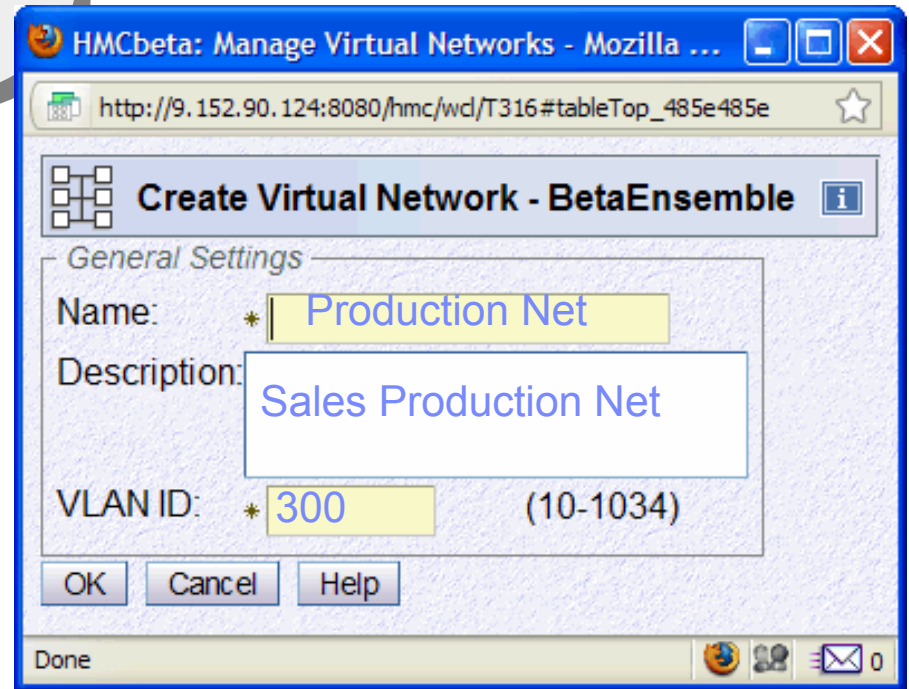 HMCbeta: Manage Virtual Networks - Mozilla ...
http://9.152.90.124:8080/hmc/wcl/T316#tableTop_485e485e
Create Virtual Network - BetaEnsemble i
General Settings
Name: * Production Net
Description: Sales Production Net
VLAN ID: * 300 (10-1034)
OK Cancel Help
Done 0